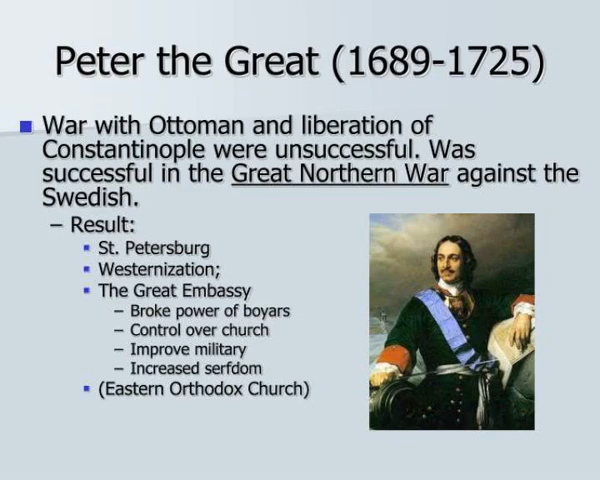 Peter the Great (1689-1725)
War with Ottoman and liberation of
Constantinople were unsuccessful. Was
successful in the Great Northern War against the
Swedish.
– Result:
St. Petersburg
Westernization;
The Great Embassy
– Broke power of boyars
– Control over church
– Improve military
– Increased serfdom
(Eastern Orthodox Church)